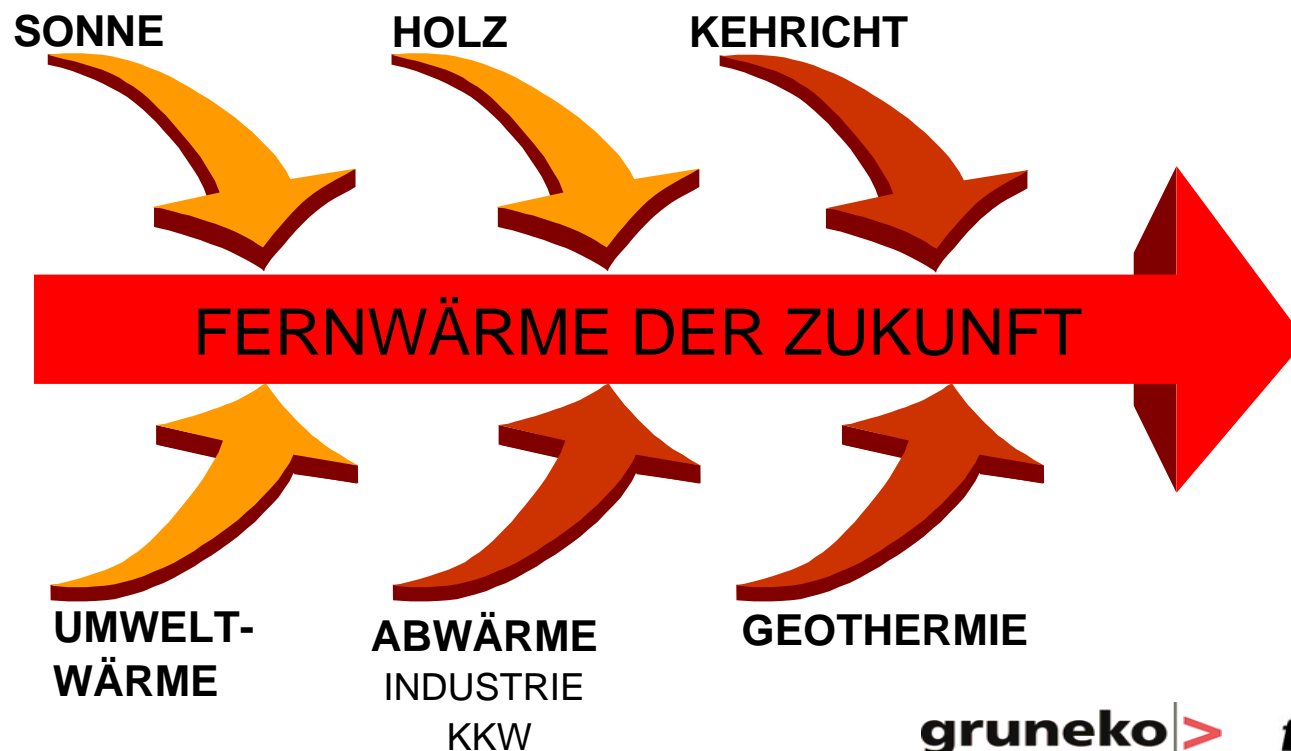 SONNE
HOLZ
KEHRICHT
FERNWÄRME DER ZUKUNFT
UMWELT-
WÄRME
ABWÄRME
INDUSTRIE
KKW
GEOTHERMIE
gruneko|>
f